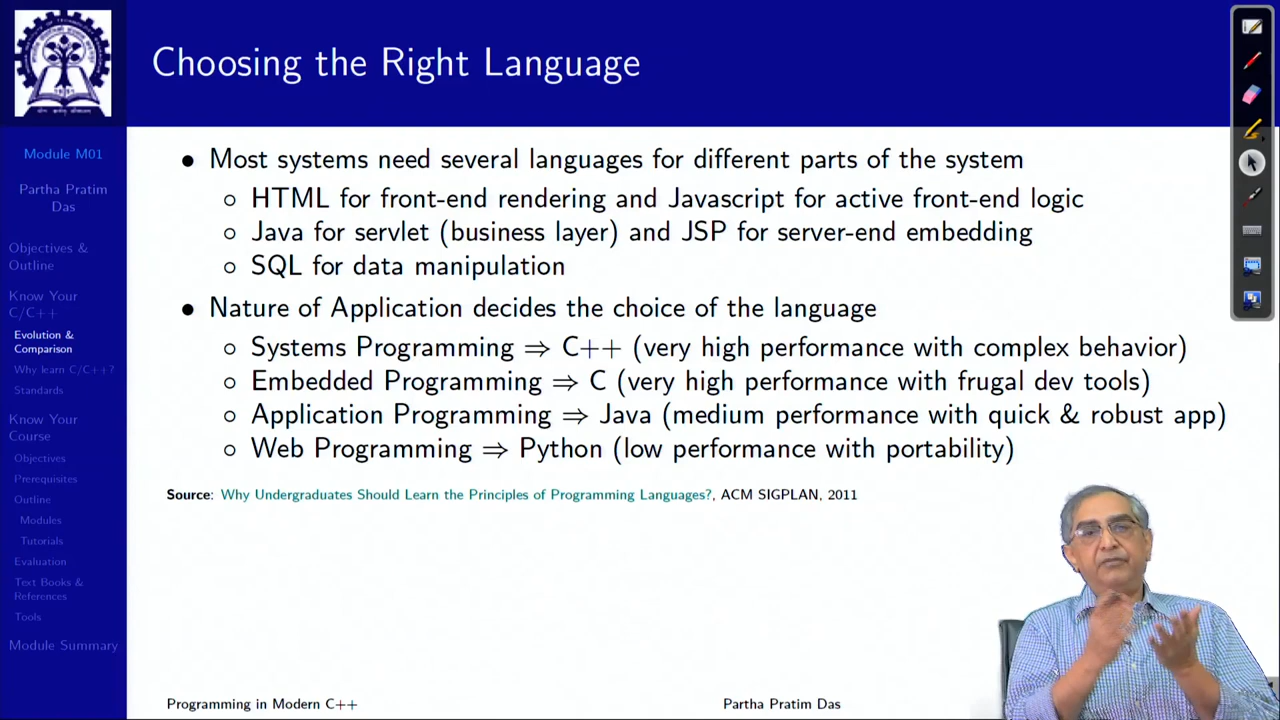 Choosing the Right Language
Module M01
Partha Pratim
Das
Objectives &
Outline
Know Your
C/C++
Evolution &
Comparison
Why learn C/C++?
Standards
Know Your
Course
Objectives
Prerequisites
Outline
Modules
Tutorials
Evaluation
Text Books &
References
Tools
Module Summary
• Most systems need several languages for different parts of the system
◦ HTML for front-end rendering and Javascript for active front-end logic
◦ Java for servlet (business layer) and JSP for server-end embedding
◦ SQL for data manipulation
• Nature of Application decides the choice of the language
◦ Systems Programming ⇒ C++ (very high performance with complex behavior)
◦ Embedded Programming ⇒ C (very high performance with frugal dev tools)
◦ Application Programming ⇒ Java (medium performance with quick & robust app)
◦ Web Programming ⇒ Python (low performance with portability)
Source: Why Undergraduates Should Learn the Principles of Programming Languages?, ACM SIGPLAN, 2011
Programming in Modern C++
Partha Pratim Das